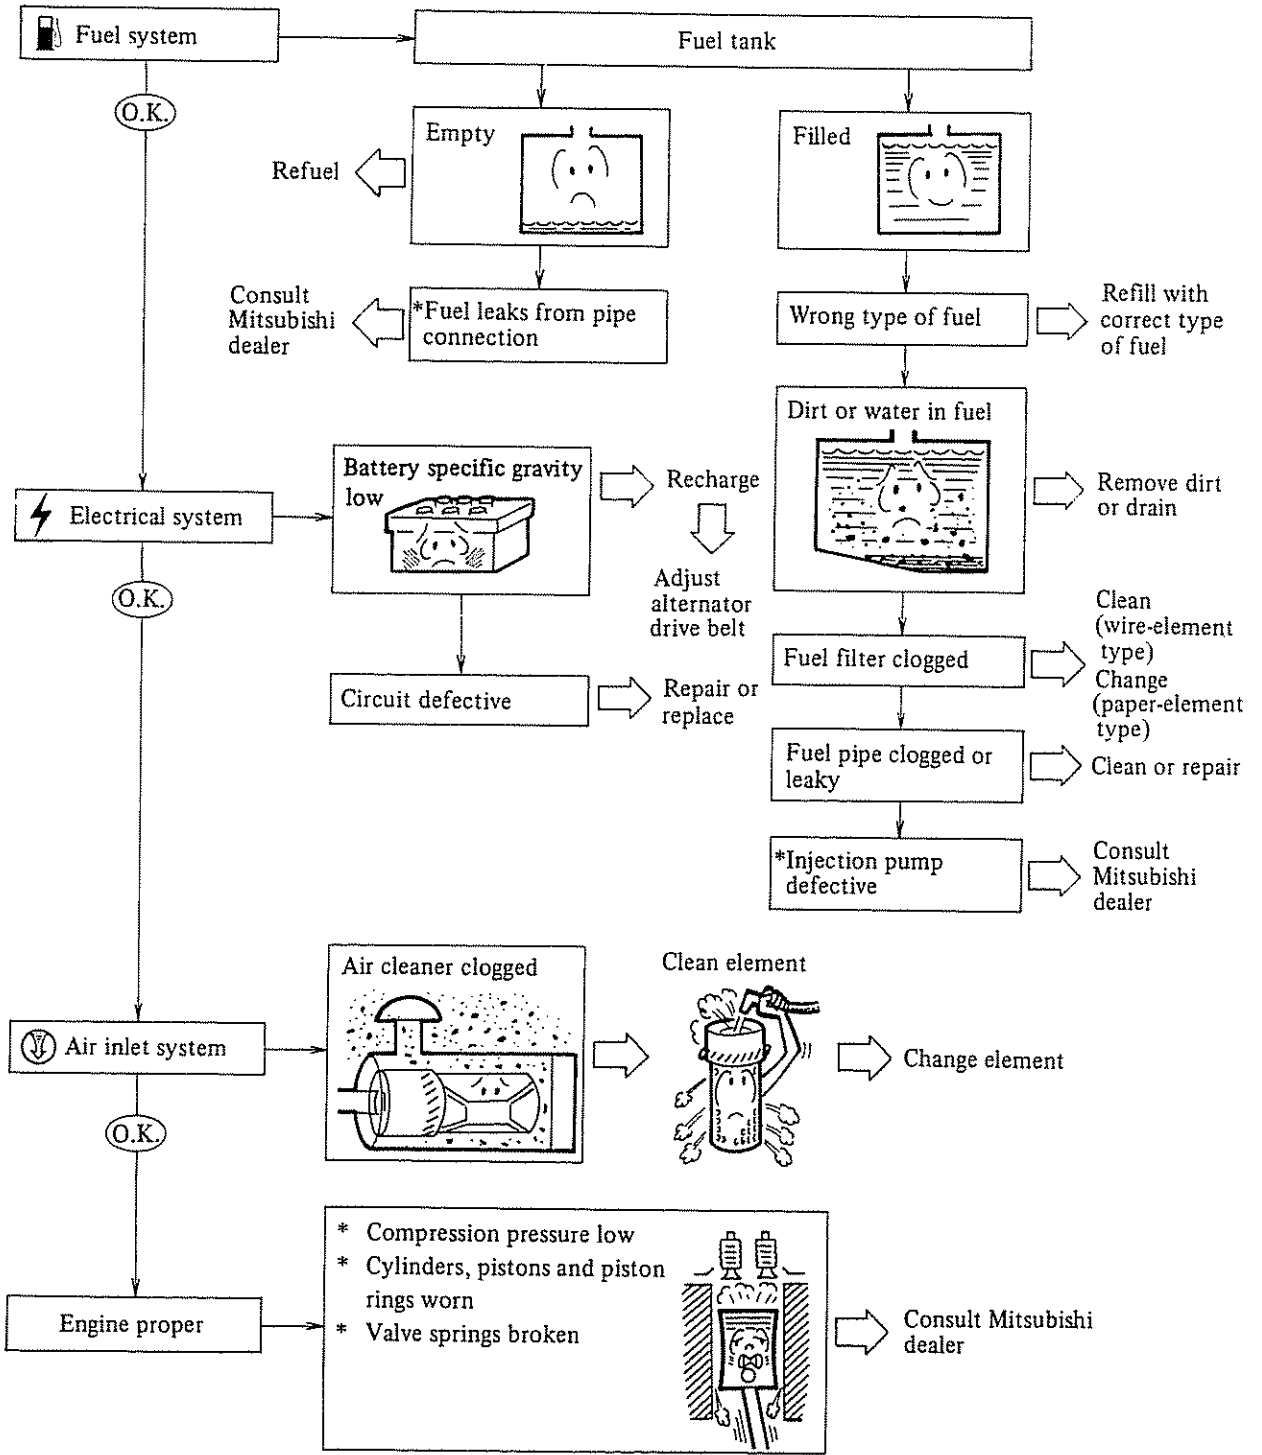 Fuel system
Fuel tank
O.K.
Empty
Filled
Refuel
Consult
Mitsubishi
dealer
*Fuel leaks from pipe
connection
Wrong type of fuel
Refill with
correct type
of fuel
Dirt or water in fuel
Remove dirt
or drain
Electrical system
Battery specific gravity
low
Recharge
Adjust
alternator
drive belt
O.K.
Circuit defective
Repair or
replace
Fuel filter clogged
Clean
(wire-element
type)
Change
(paper-element
type)
Fuel pipe clogged or
leaky
Clean or repair
*Injection pump
defective
Consult
Mitsubishi
dealer
Air inlet system
Air cleaner clogged
Clean element
Change element
O.K.
Engine proper
* Compression pressure low
* Cylinders, pistons and piston
rings worn
* Valve springs broken
Consult Mitsubishi
dealer